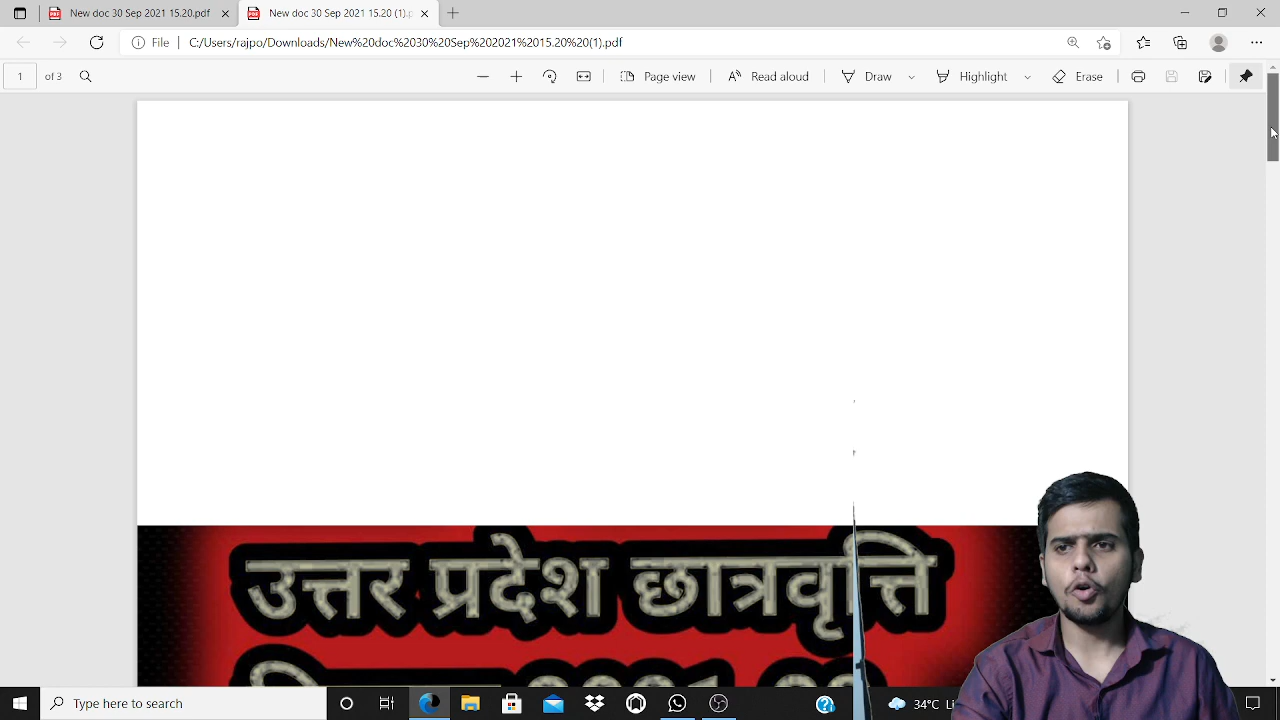 New doc 30 Sep 2021 15.20.pdf
New doc 30 Sep 2021 15.20 (1).p
File
C:/Users/rajpo/Downloads/New%20doc%2030%20Sep%202021%2015.20%20(1).pdf
1 of 3
Page view
Read aloud
Draw
Highlight
Erase
उत्तर प्रदेश छात्रवृत्ति
Type here to search
34°C